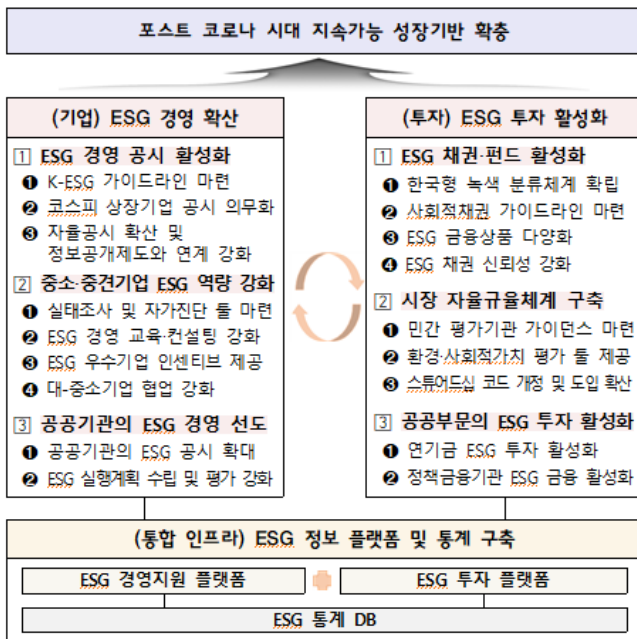 포스트 코로나 시대 지속가능 성장기반 확충
(기업) ESG 경영 확산
1 ESG 경영 공시 활성화
❶ K-ESG 가이드라인 마련
❷ 코스피 상장기업 공시 의무화
❸ 자율공시 확산 및
정보공개제도와 연계 강화
2 중소·중견기업 ESG 역량 강화
❶ 실태조사 및 자가진단 툴 마련
❷ ESG 경영 교육·컨설팅 강화
❸ ESG 우수기업 인센티브 제공
❹ 대-중소기업 협업 강화
3 공공기관의 ESG 경영 선도
❶ 공공기관의 ESG 공시 확대
❷ ESG 실행계획 수립 및 평가 강화
(투자) ESG 투자 활성화
1 ESG 채권·펀드 활성화
❶ 한국형 녹색 분류체계 확립
❷ 사회적채권 가이드라인 마련
❸ ESG 금융상품 다양화
❹ ESG 채권 신뢰성 강화
2 시장 자율규율체계 구축
❶ 민간 평가기관 가이던스 마련
❷ 환경·사회적가치 평가 툴 제공
❸ 스튜어드십 코드 개정 및 도입 확산
3 공공부문의 ESG 투자 활성화
❶ 연기금 ESG 투자 활성화
❷ 정책금융기관 ESG 금융 활성화
(통합 인프라) ESG 정보 플랫폼 및 통계 구축
ESG 경영지원 플랫폼
ESG 투자 플랫폼
ESG 통계 DB